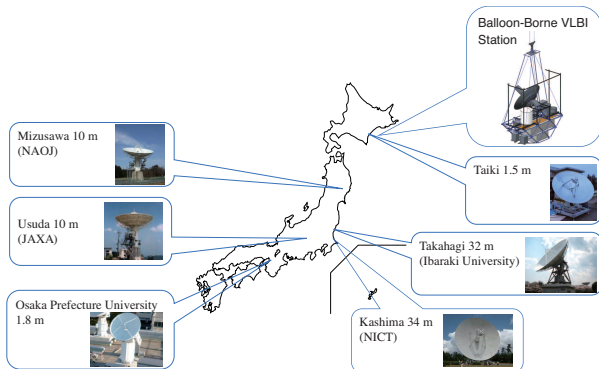 Balloon-Borne VLBI
Station
Mizusawa 10 m
(NAOJ)
Taiki 1.5 m
Usuda 10 m
(JAXA)
Takahagi 32 m
(Ibaraki University)
Osaka Prefecture University
1.8 m
Kashima 34 m
(NICT)